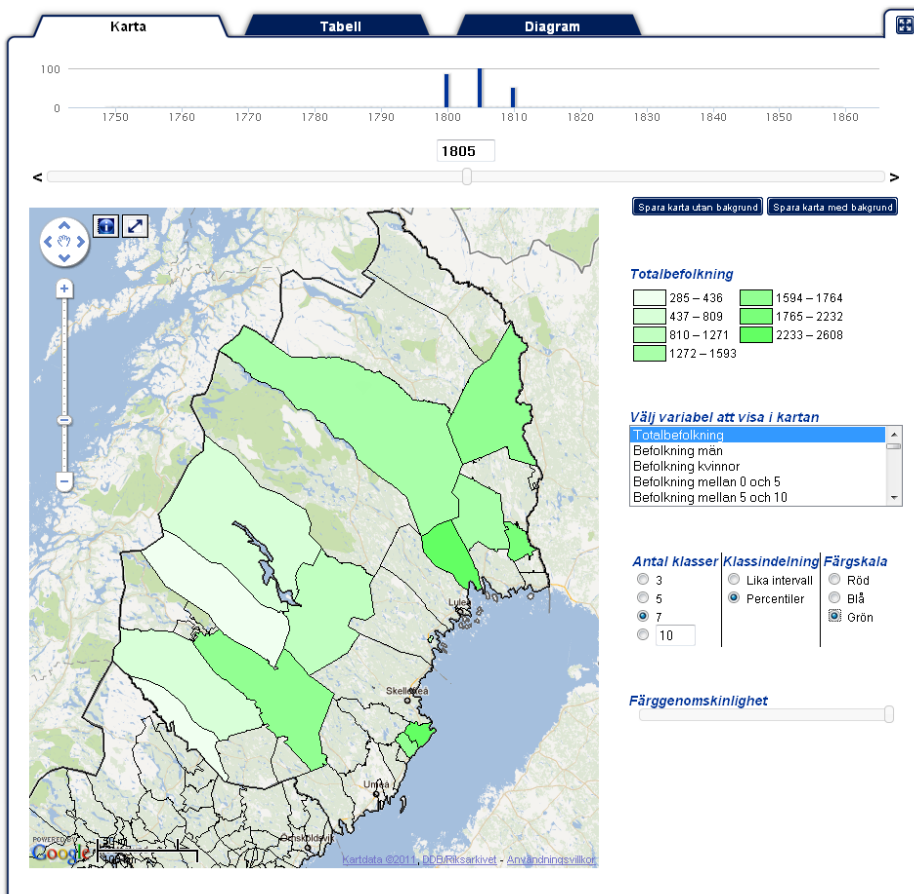 Karta
Tabell
Diagram
100
0
1750 1760 1770 1780 1790 1800 1810 1820 1830 1840 1850 1860
1805
< >
Spara karta utan bakgrund Spara karta med bakgrund
Totalbefolkning
285 – 436 1594 – 1764
437 – 809 1765 – 2232
810 – 1271 2233 – 2608
1272 – 1593
Välj variabel att visa i kartan
Totalbefolkning
Befolkning män
Befolkning kvinnor
Befolkning mellan 0 och 5
Befolkning mellan 5 och 10
Antal klasser Klassindelning Färgskala
3 Lika intervall Röd
5 Percentiler Blå
7 Grön
10
Färggenomskinlighet
Luleå
Skellefteå
Umeå
Örnsköldsvik
POWERED BY
Google
Kartdata ©2011, DDB/Riksarkivet - Användningsvillkor